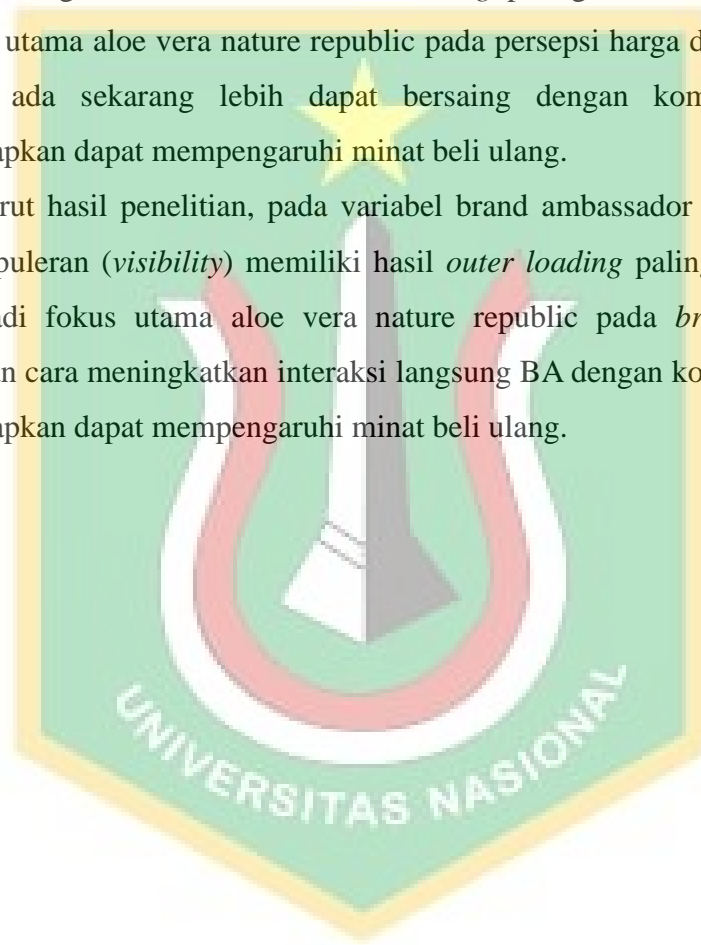 utama aloe vera nature republic pada persepsi harga d
ada sekarang lebih dapat bersaing dengan kom
apkan dapat mempengaruhi minat beli ulang.
rut hasil penelitian, pada variabel brand ambassador
puleran (visibility) memiliki hasil outer loading paling
adi fokus utama aloe vera nature republic pada br
an cara meningkatkan interaksi langsung BA dengan ko
apkan dapat mempengaruhi minat beli ulang.
UNIVERSITAS NASIONAL